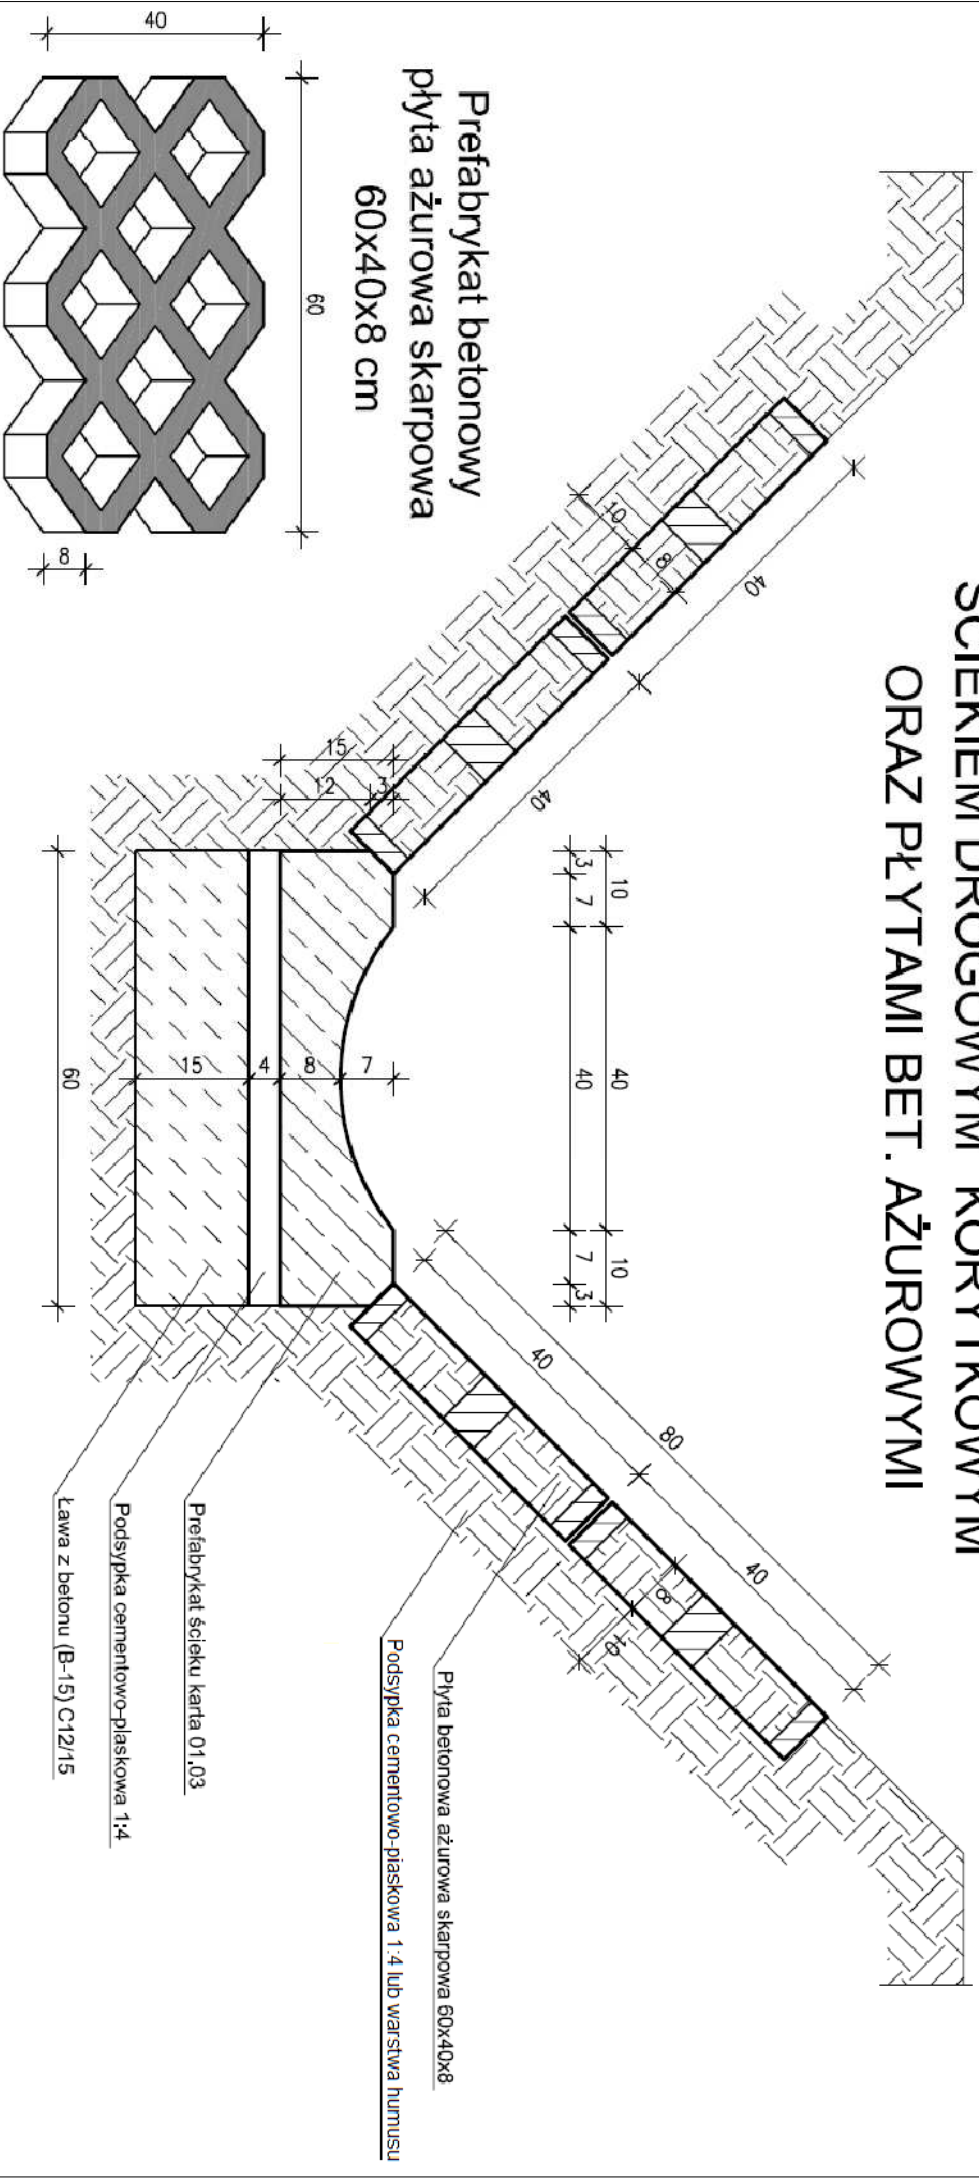 ŚCIEKIEM DROGOWYM KORYTKOWYM
ORAZ PŁYTAMI BET. AŻUROWYMI
Prefabrykat betonowy
płyta ażurowa skarpowa
60x40x8 cm
40
60
8
10
8
40
40
15
12
3
10
40
10
3
7
40
7
3
7
8
4
15
60
40
80
40
8
10
Płyta betonowa ażurowa skarpowa 60x40x8
Podsypka cementowo-piaskowa 1:4 lub warstwa humusu
Prefabrykat ścieku karta 01,03
Podsypka cementowo-piaskowa 1:4
Ława z betonu (B-15) C12/15